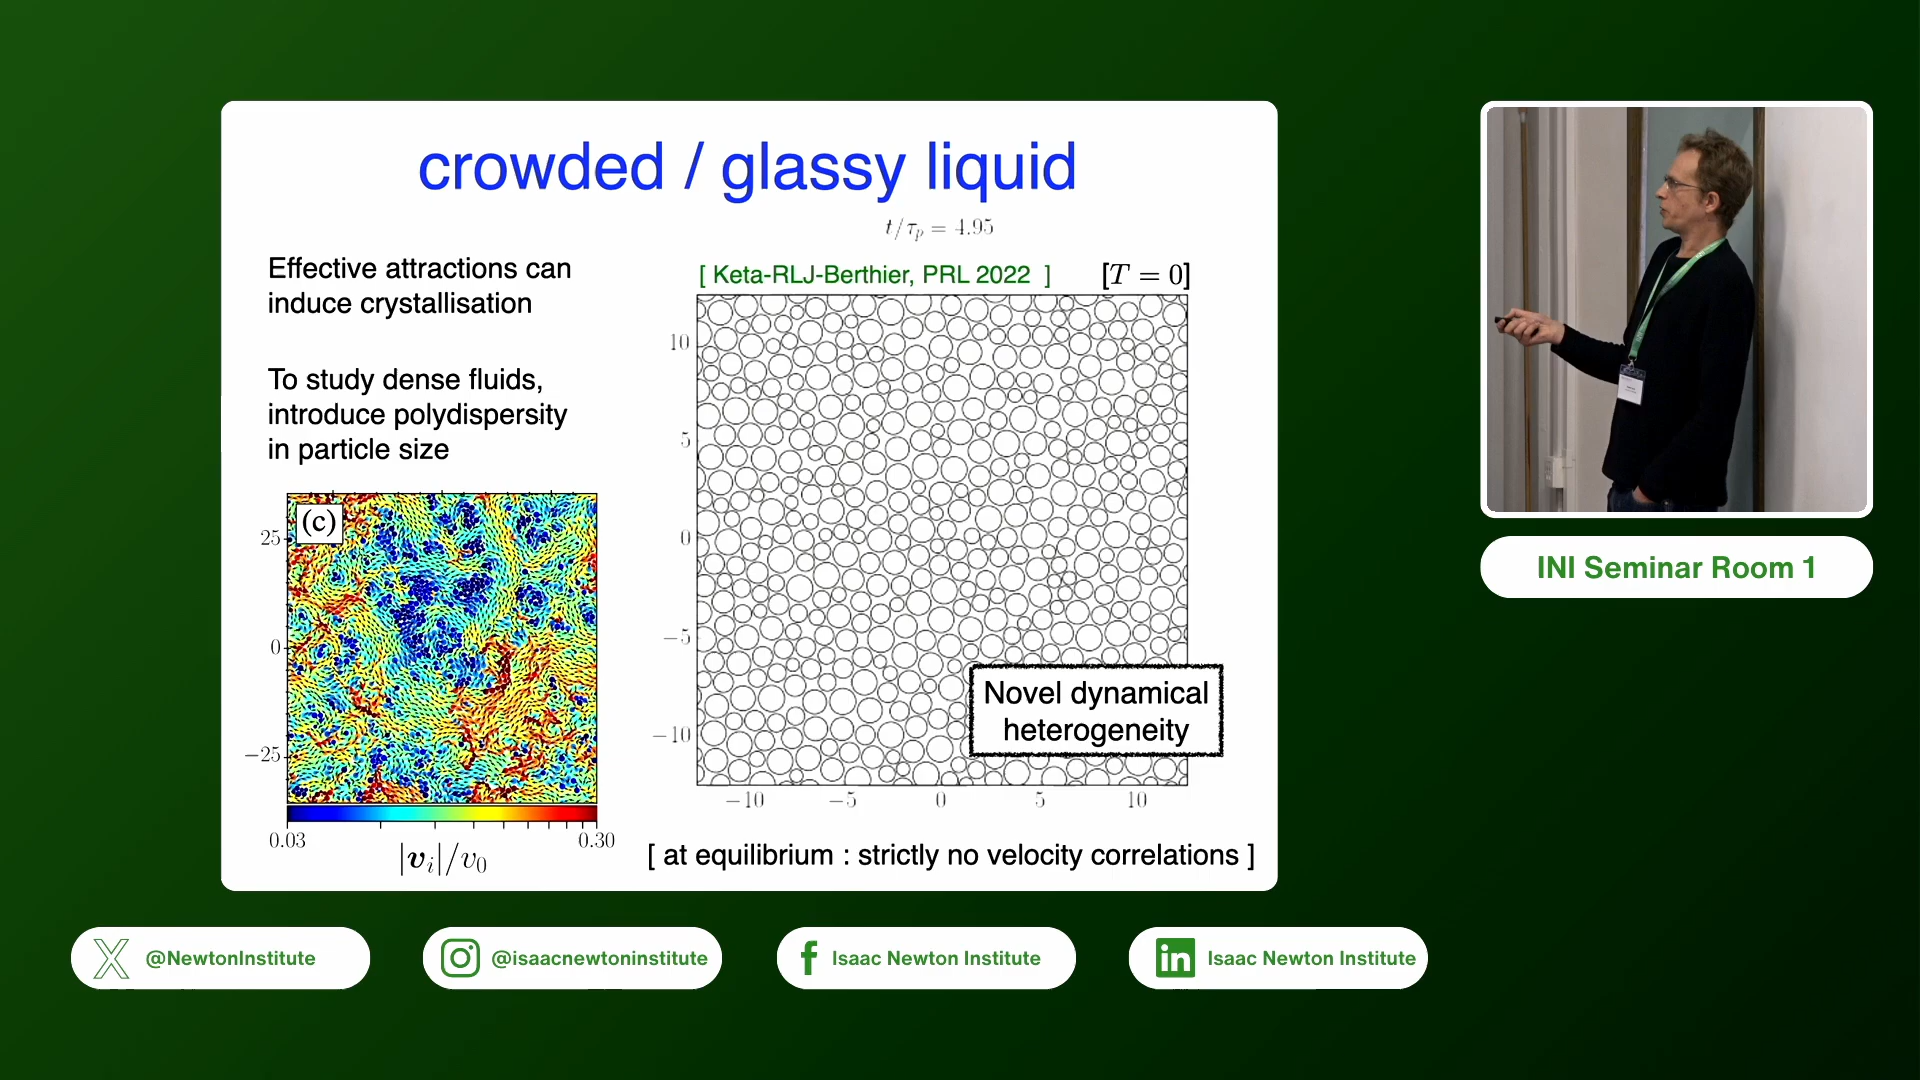 crowded / glassy liquid
t/τ_p = 4.95
Effective attractions can
induce crystallisation
To study dense fluids,
introduce polydispersity
in particle size
[ Keta-RLJ-Berthier, PRL 2022 ] [T = 0]
(c)
25
0
−25
0.03 0.30
|v_i|/v_0
10
5
0
−5
−10
−10 −5 0 5 10
Novel dynamical
heterogeneity
[ at equilibrium : strictly no velocity correlations ]
INI Seminar Room 1
@NewtonInstitute
@isaacnewtoninstitute
Isaac Newton Institute
Isaac Newton Institute